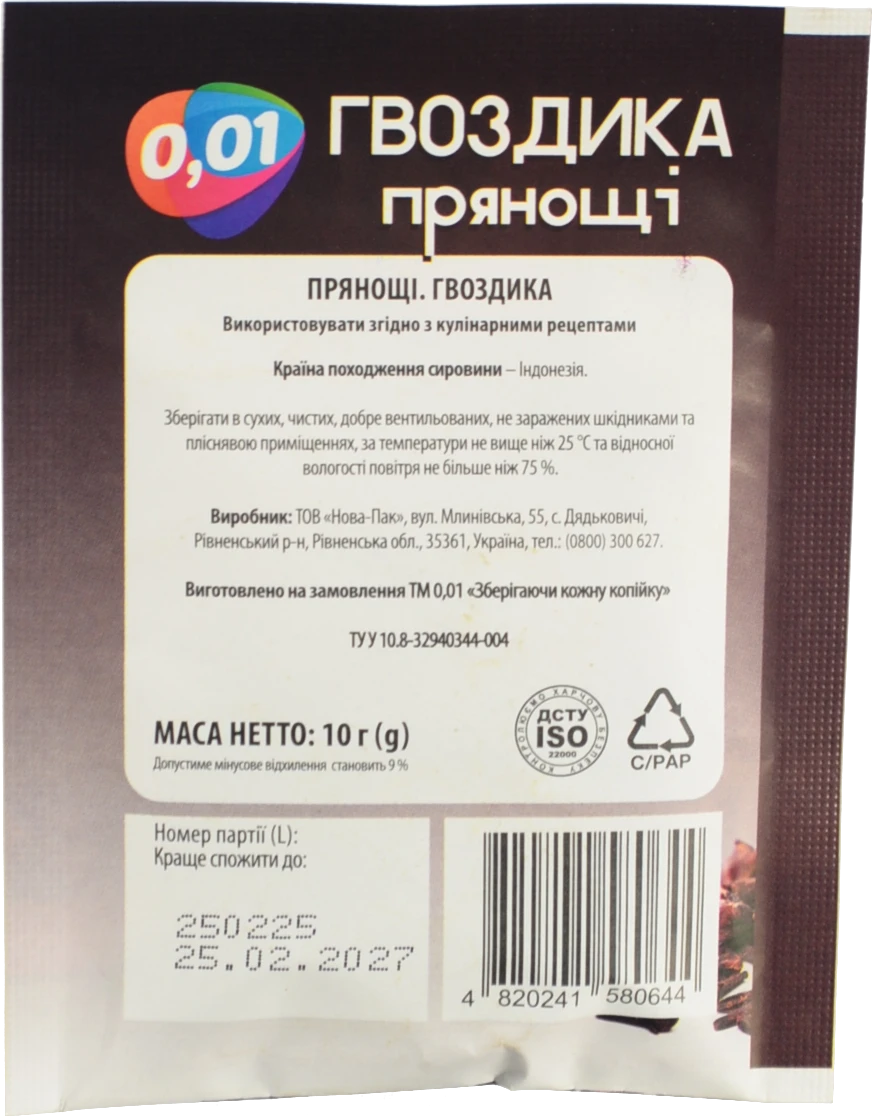 0,01
ГВОЗДИКА
прянощі
ПРЯНОЩІ. ГВОЗДИКА
Використовувати згідно з кулінарними рецептами
Країна походження сировини – Індонезія.
Зберігати в сухих, чистих, добре вентильованих, не заражених шкідниками та
пліснявою приміщеннях, за температури не вище ніж 25 °C та відносної
вологості повітря не більше ніж 75 %.
Виробник: ТОВ «Нова-Пак», вул. Млинівська, 55, с. Дядьковичі,
Рівненський р-н, Рівненська обл., 35361, Україна, тел.: (0800) 300 627.
Виготовлено на замовлення ТМ 0,01 «Зберігаючи кожну копійку»
ТУ У 10.8-32940344-004
МАСА НЕТТО: 10 г (g)
Допустиме мінусове відхилення становить 9 %
КОНТРОЛЮЄМО ХАРЧОВУ БЕЗПЕКУ
ДСТУ
ISO
22000
C/PAP
Номер партії (L):
Краще спожити до:
250225
25.02.2027
4 820241 580644